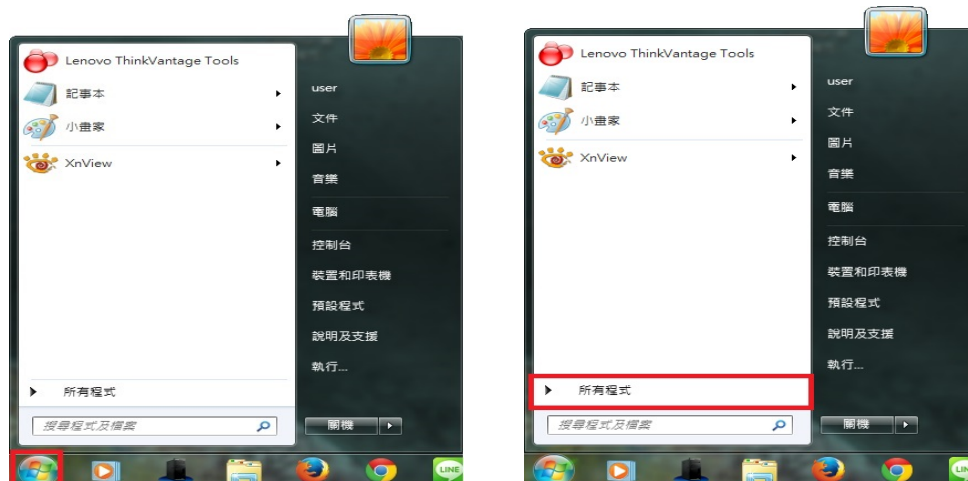 Lenovo ThinkVantage Tools
記事本
小畫家
XnView
所有程式
搜尋程式及檔案
user
文件
圖片
音樂
電腦
控制台
裝置和印表機
預設程式
說明及支援
執行...
關機
LINE
Lenovo ThinkVantage Tools
記事本
小畫家
XnView
所有程式
搜尋程式及檔案
user
文件
圖片
音樂
電腦
控制台
裝置和印表機
預設程式
說明及支援
執行...
關機